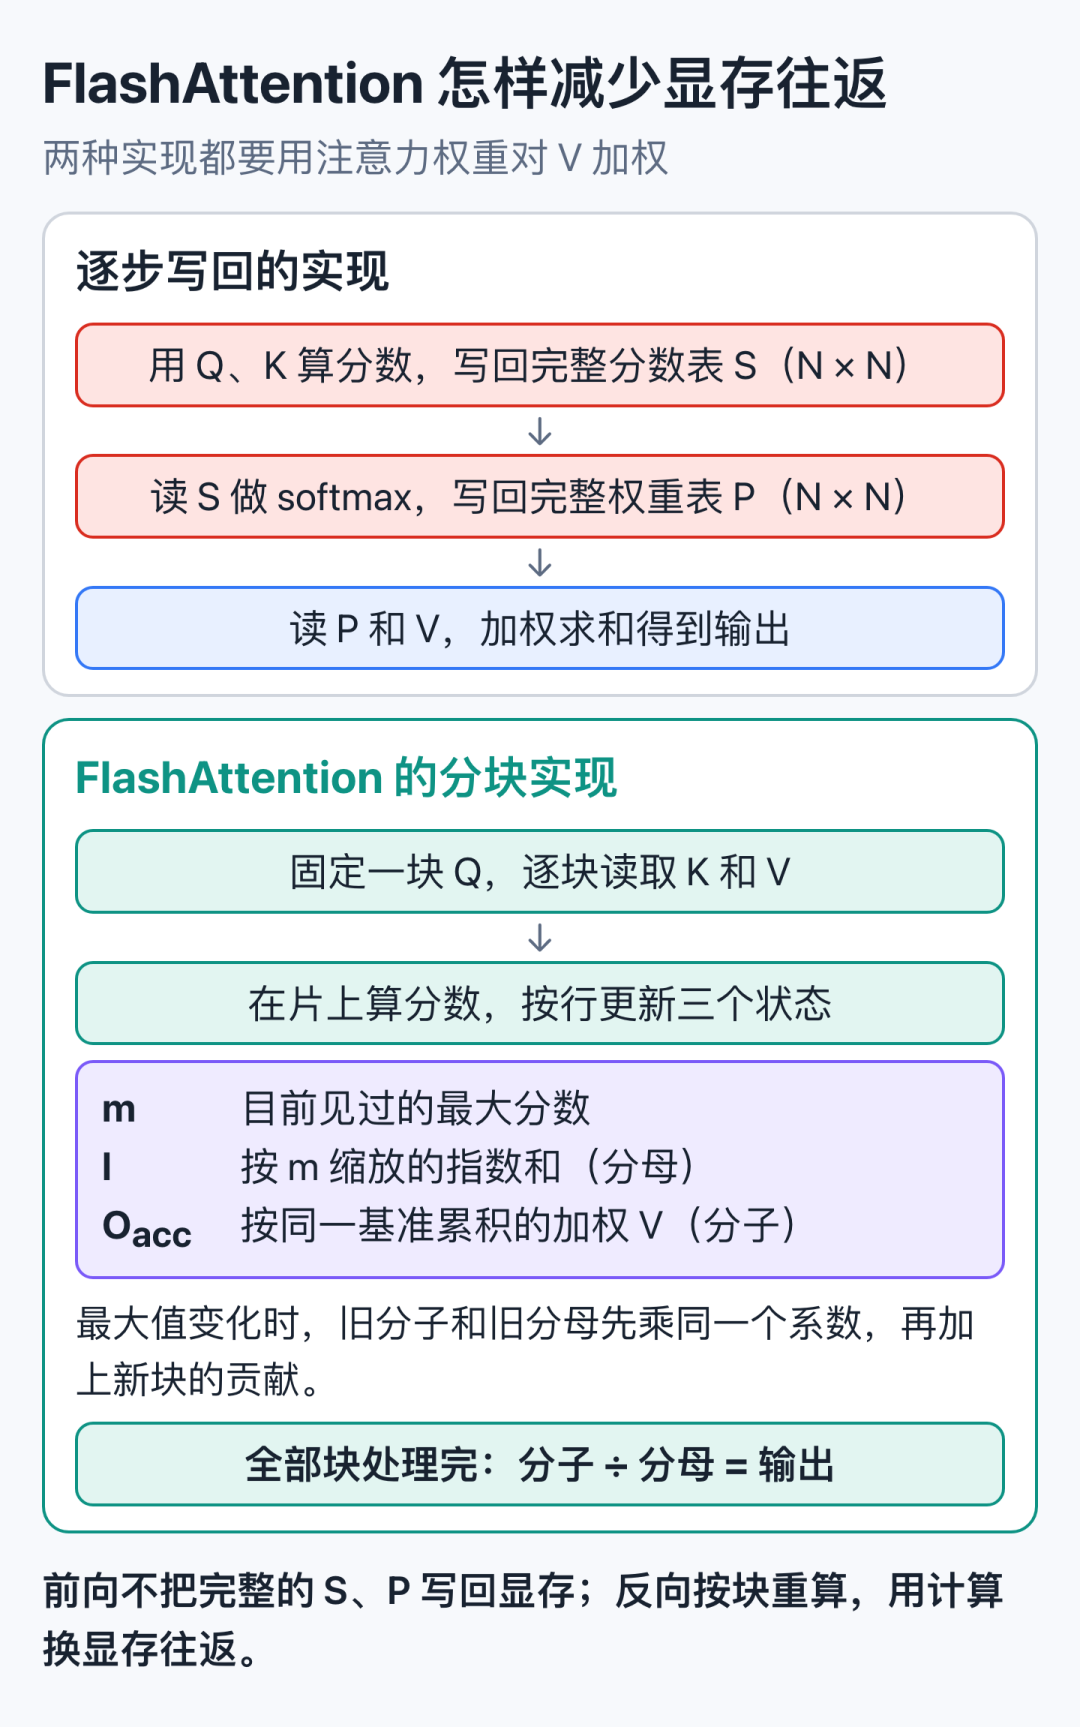 FlashAttention 怎样减少显存往返
两种实现都要用注意力权重对 V 加权
逐步写回的实现
用 Q、K 算分数，写回完整分数表 S（N × N）
↓
读 S 做 softmax，写回完整权重表 P（N × N）
↓
读 P 和 V，加权求和得到输出
FlashAttention 的分块实现
固定一块 Q，逐块读取 K 和 V
↓
在片上算分数，按行更新三个状态
m 目前见过的最大分数
l 按 m 缩放的指数和（分母）
Oacc 按同一基准累积的加权 V（分子）
最大值变化时，旧分子和旧分母先乘同一个系数，再加
上新块的贡献。
全部块处理完：分子 ÷ 分母 = 输出
前向不把完整的 S、P 写回显存；反向按块重算，用计算
换显存往返。